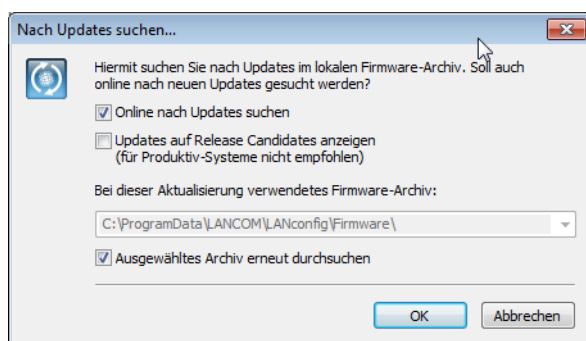 Nach Updates suchen...
Hiermit suchen Sie nach Updates im lokalen Firmware-Archiv. Soll auch
online nach neuen Updates gesucht werden?
Online nach Updates suchen
Updates auf Release Candidates anzeigen
(für Produktiv-Systeme nicht empfohlen)
Bei dieser Aktualisierung verwendetes Firmware-Archiv:
C:\ProgramData\LANCOM\LANconfig\Firmware\
Ausgewähltes Archiv erneut durchsuchen
OK Abbrechen